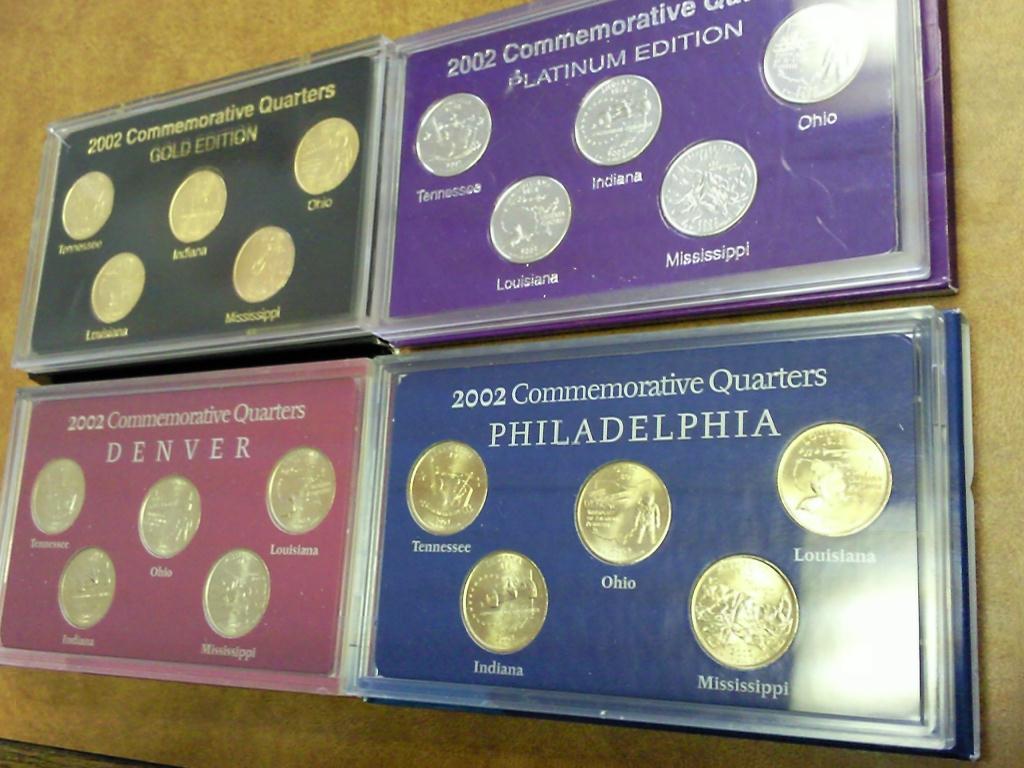 2002 Commemorative Quarters
GOLD EDITION
Tennessee
Indiana
Ohio
Louisiana
Mississippi
2002 Commemorative Qu
PLATINUM EDITION
Tennessee
Indiana
Ohio
Louisiana
Mississippi
2002 Commemorative Quarters
DENVER
Tennessee
Ohio
Louisiana
Indiana
Mississippi
2002 Commemorative Quarters
PHILADELPHIA
Tennessee
Ohio
Louisiana
Indiana
Mississippi